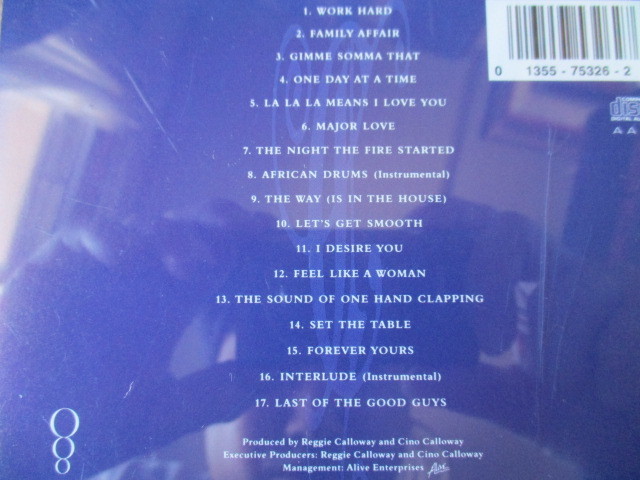 1. WORK HARD
2. FAMILY AFFAIR
3. GIMME SOMMA THAT
4. ONE DAY AT A TIME
5. LA LA LA MEANS I LOVE YOU
6. MAJOR LOVE
7. THE NIGHT THE FIRE STARTED
8. AFRICAN DRUMS (Instrumental)
9. THE WAY (IS IN THE HOUSE)
10. LET'S GET SMOOTH
11. I DESIRE YOU
12. FEEL LIKE A WOMAN
13. THE SOUND OF ONE HAND CLAPPING
14. SET THE TABLE
15. FOREVER YOURS
16. INTERLUDE (Instrumental)
17. LAST OF THE GOOD GUYS
Produced by Reggie Calloway and Cino Calloway
Executive Producers: Reggie Calloway and Cino Calloway
Management: Alive Enterprises
0 1355 - 75326 - 2